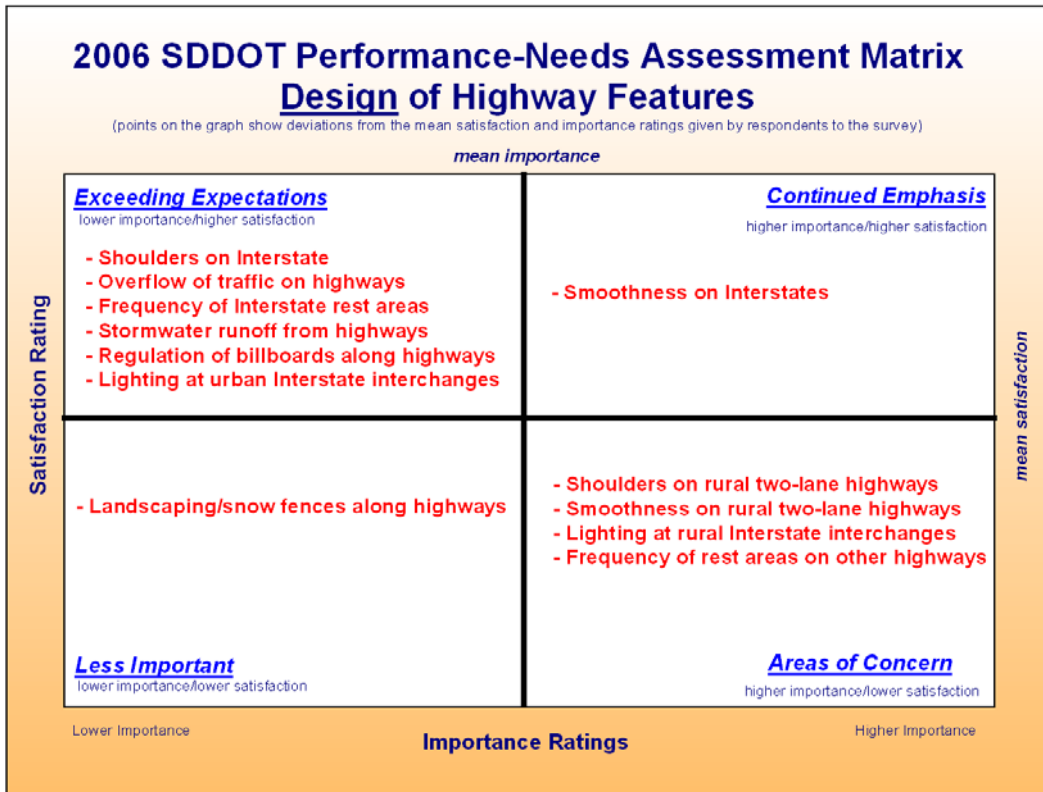 2006 SDDOT Performance-Needs Assessment Matrix
Design of Highway Features
(points on the graph show deviations from the mean satisfaction and importance ratings given by respondents to the survey)
mean importance
Exceeding Expectations
lower importance/higher satisfaction
- Shoulders on Interstate
- Overflow of traffic on highways
- Frequency of Interstate rest areas
- Stormwater runoff from highways
- Regulation of billboards along highways
- Lighting at urban Interstate interchanges
Continued Emphasis
higher importance/higher satisfaction
- Smoothness on Interstates
Satisfaction Rating
mean satisfaction
- Landscaping/snow fences along highways
Less Important
lower importance/lower satisfaction
- Shoulders on rural two-lane highways
- Smoothness on rural two-lane highways
- Lighting at rural Interstate interchanges
- Frequency of rest areas on other highways
Areas of Concern
higher importance/lower satisfaction
Lower Importance
Importance Ratings
Higher Importance